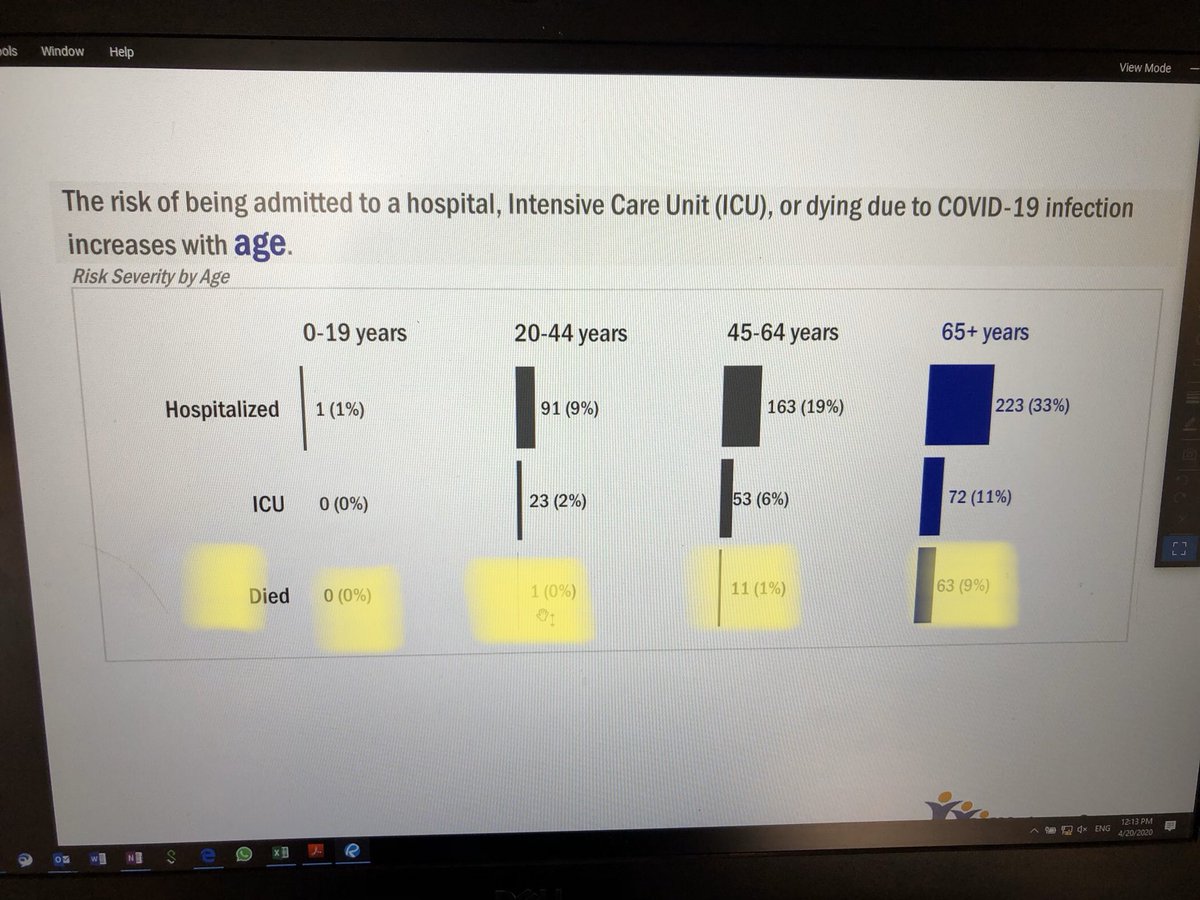 ools Window Help
View Mode
The risk of being admitted to a hospital, Intensive Care Unit (ICU), or dying due to COVID-19 infection
increases with age.
Risk Severity by Age
0-19 years 20-44 years 45-64 years 65+ years
Hospitalized 1 (1%) 91 (9%) 163 (19%) 223 (33%)
ICU 0 (0%) 23 (2%) 53 (6%) 72 (11%)
Died 0 (0%) 1 (0%) 11 (1%) 63 (9%)
ENG
12:13 PM
4/20/2020